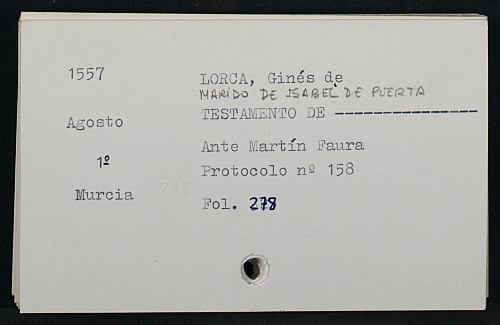 1557
LORCA, Ginés de
MARIDO DE ISABEL DE PUERTA
Agosto
TESTAMENTO DE ---------------
1º
Ante Martín Faura
Protocolo nº 158
Murcia
Fol. 278